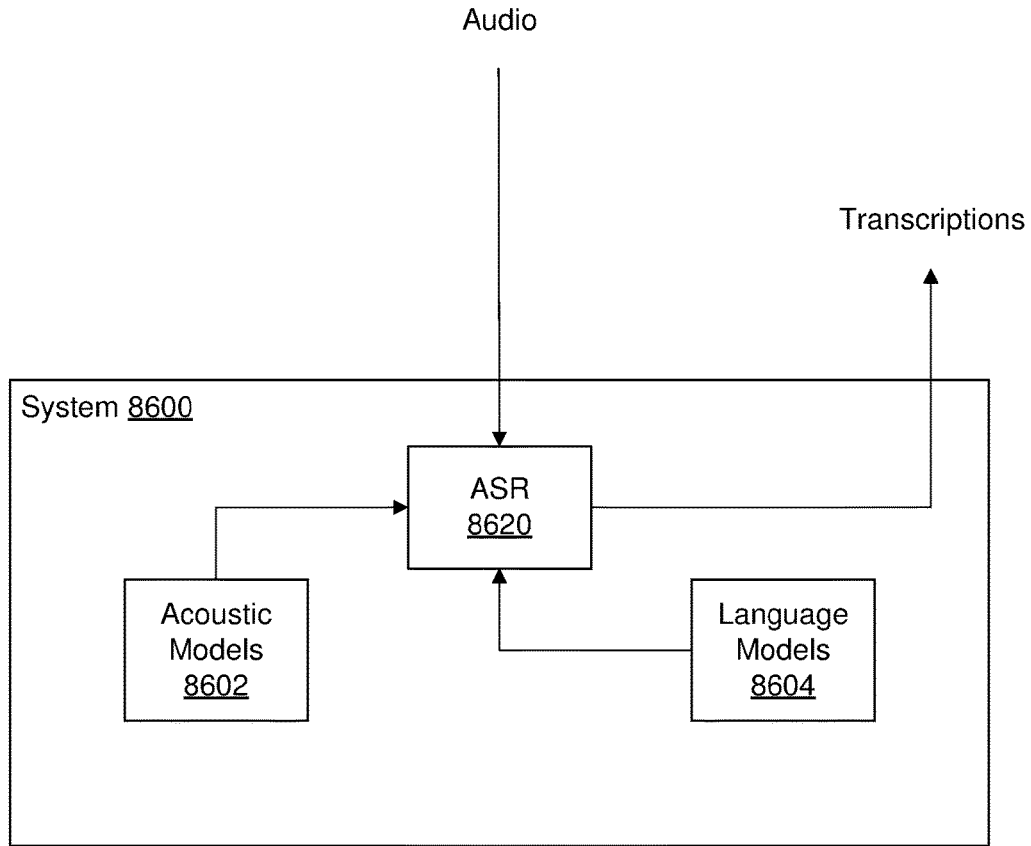 Audio
Transcriptions
System 8600
ASR
8620
Acoustic
Models
8602
Language
Models
8604